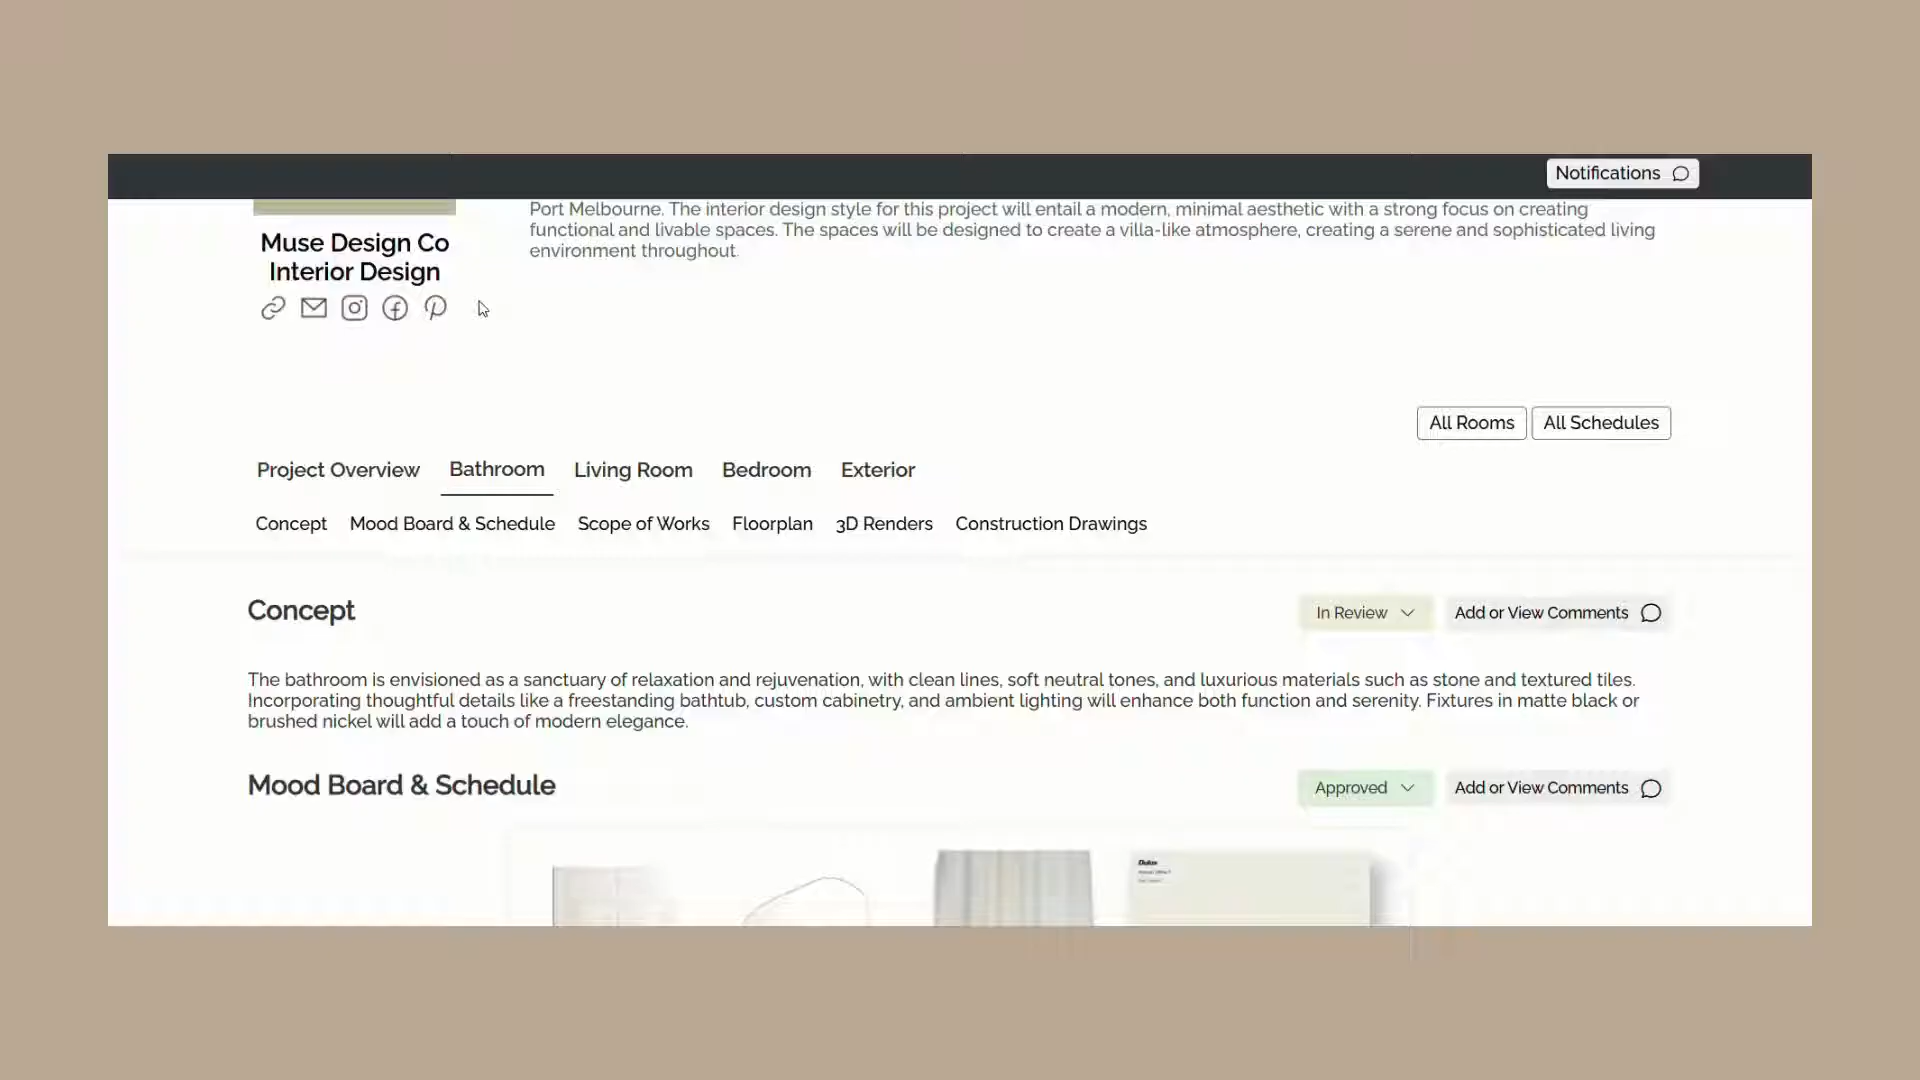 Notifications
Port Melbourne. The interior design style for this project will entail a modern, minimal aesthetic with a strong focus on creating
functional and livable spaces. The spaces will be designed to create a villa-like atmosphere, creating a serene and sophisticated living
environment throughout.
Muse Design Co
Interior Design
All Rooms All Schedules
Project Overview Bathroom Living Room Bedroom Exterior
Concept Mood Board & Schedule Scope of Works Floorplan 3D Renders Construction Drawings
Concept
In Review Add or View Comments
The bathroom is envisioned as a sanctuary of relaxation and rejuvenation, with clean lines, soft neutral tones, and luxurious materials such as stone and textured tiles.
Incorporating thoughtful details like a freestanding bathtub, custom cabinetry, and ambient lighting will enhance both function and serenity. Fixtures in matte black or
brushed nickel will add a touch of modern elegance.
Mood Board & Schedule
Approved Add or View Comments
Dulux